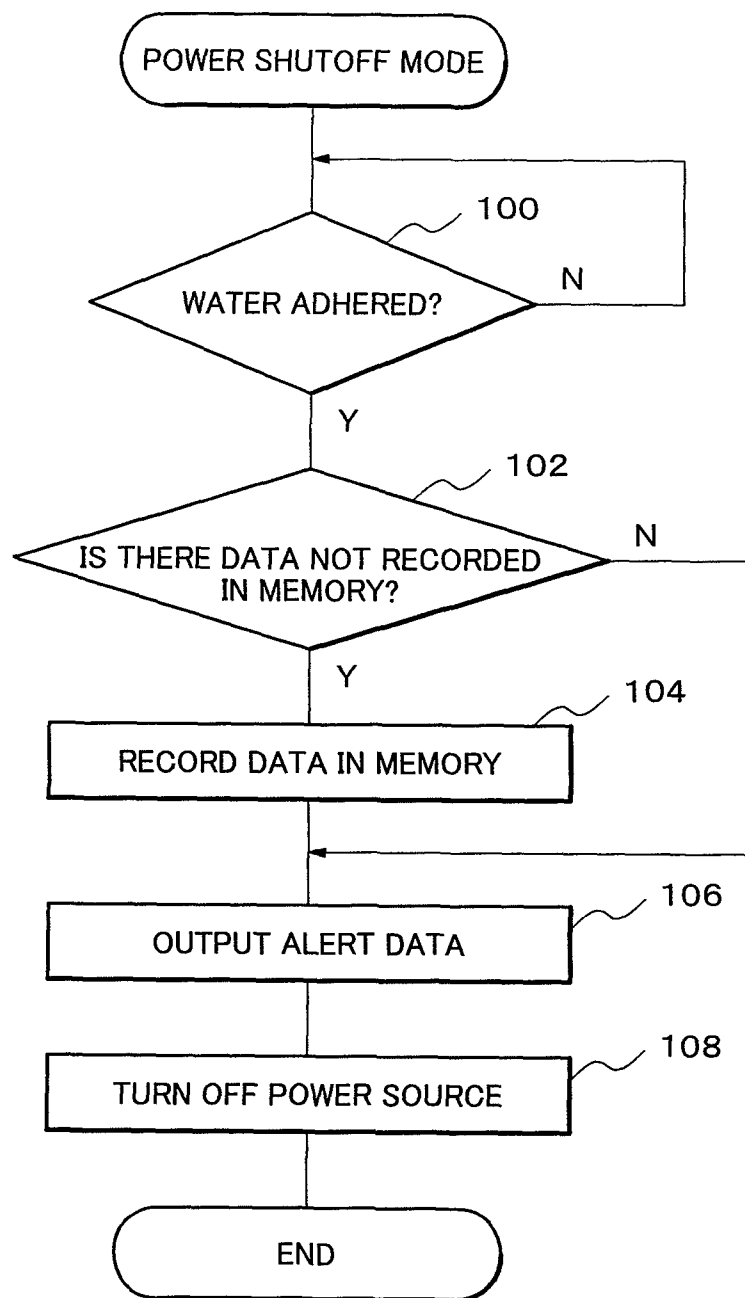 POWER SHUTOFF MODE
100
WATER ADHERED?
N
Y
102
IS THERE DATA NOT RECORDED
IN MEMORY?
N
Y
104
RECORD DATA IN MEMORY
106
OUTPUT ALERT DATA
108
TURN OFF POWER SOURCE
END